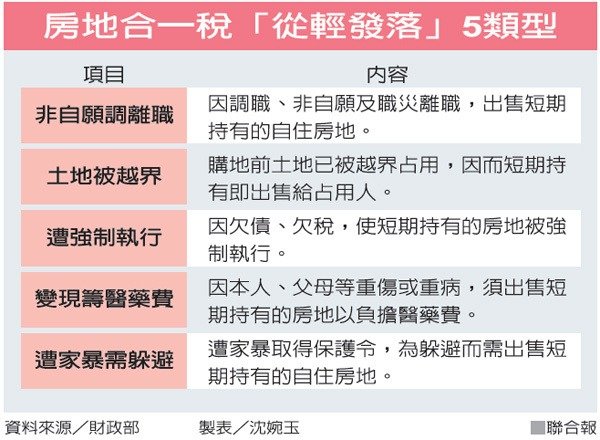 房地合一稅「從輕發落」5類型
項目 內容
非自願調離職
因調職、非自願及職災離職，出售短期
持有的自住房地。
土地被越界
購地前土地已被越界占用，因而短期持
有即出售給占用人。
遭強制執行
因欠債、欠稅，使短期持有的房地被強
制執行。
變現籌醫藥費
因本人、父母等重傷或重病，須出售短
期持有的房地以負擔醫藥費。
遭家暴需躲避
遭家暴取得保護令，為躲避而需出售短
期持有的自住房地。
資料來源／財政部 製表／沈婉玉 ■聯合報